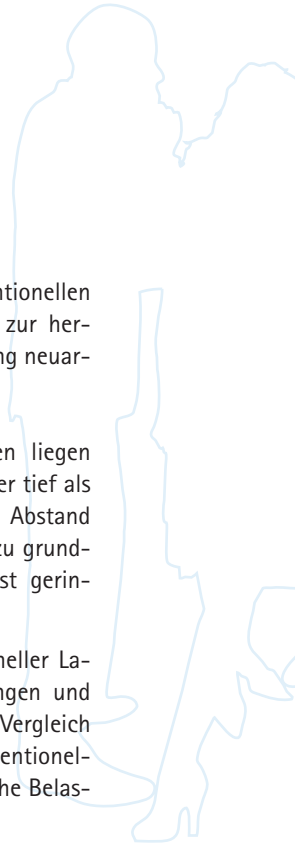 ntionellen
zur her-
ng neuar-
en liegen
er tief als
Abstand
zu grund-
st gerin-
neller La-
ngen und
Vergleich
entionel-
he Belas-